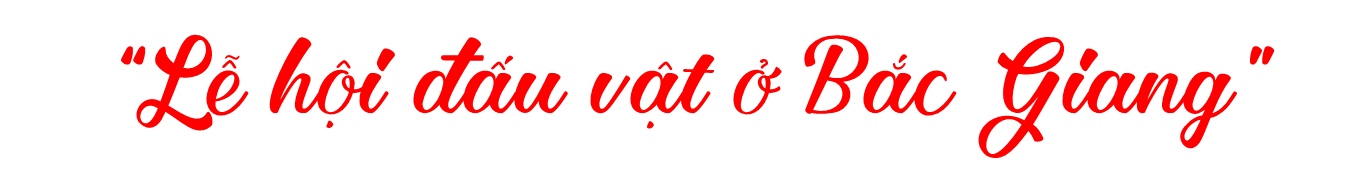 "Lễ hội đấu vật ở Bắc Giang"